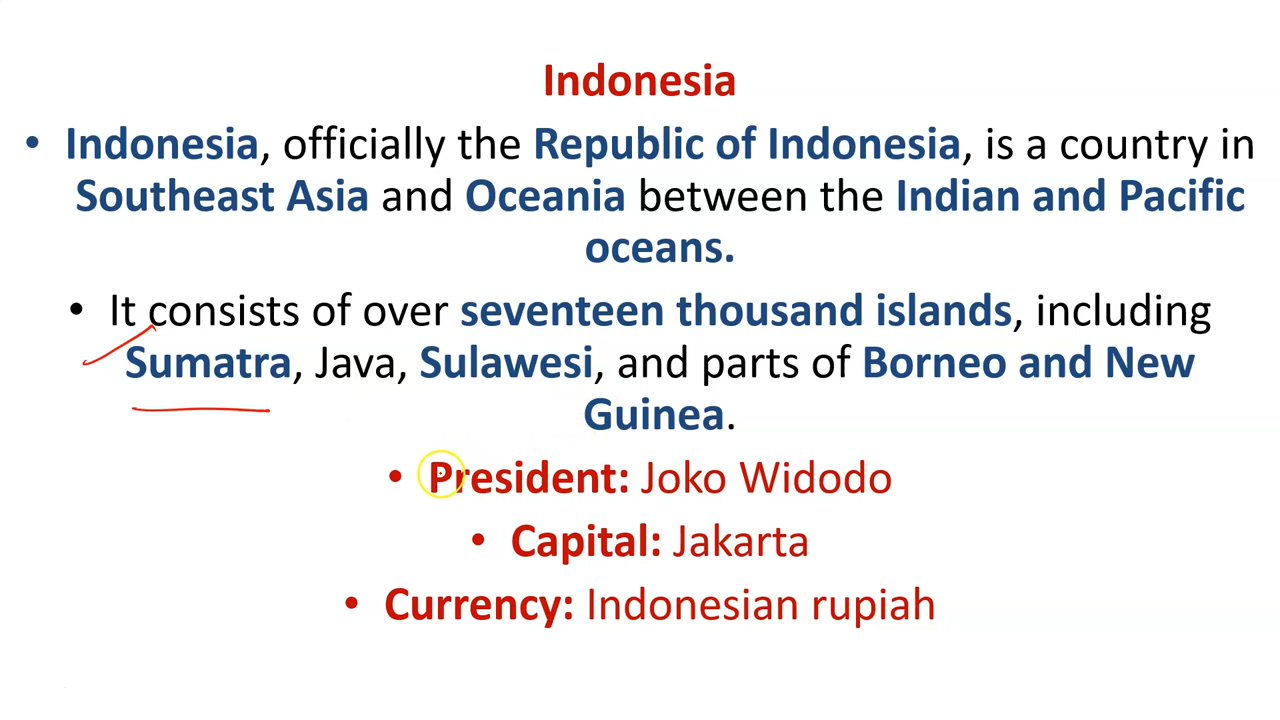 Indonesia
• Indonesia, officially the Republic of Indonesia, is a country in
Southeast Asia and Oceania between the Indian and Pacific
oceans.
• It consists of over seventeen thousand islands, including
Sumatra, Java, Sulawesi, and parts of Borneo and New
Guinea.
• President: Joko Widodo
• Capital: Jakarta
• Currency: Indonesian rupiah